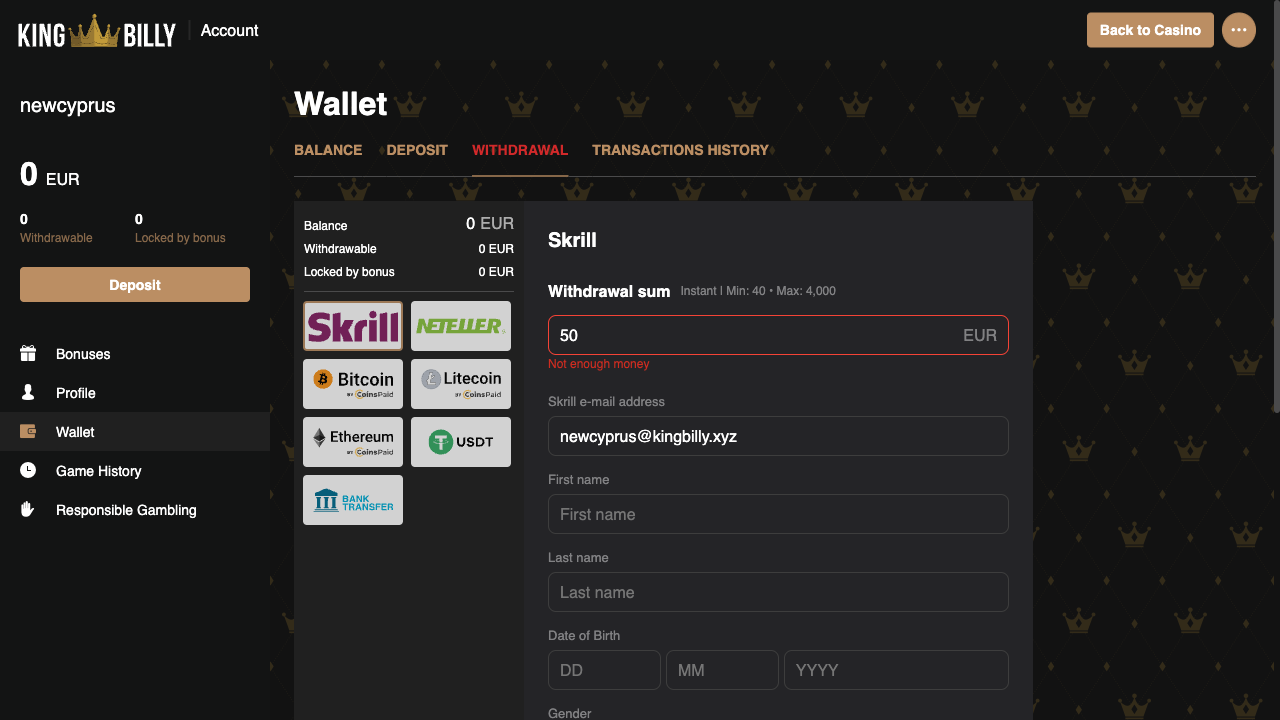 KING BILLY Account
Back to Casino
newcyprus
0 EUR
0 0
Withdrawable Locked by bonus
Deposit
Bonuses
Profile
Wallet
Game History
Responsible Gambling
Wallet
BALANCE DEPOSIT WITHDRAWAL TRANSACTIONS HISTORY
Balance 0 EUR
Withdrawable 0 EUR
Locked by bonus 0 EUR
Skrill NETELLER
Bitcoin BY CoinsPaid
Litecoin BY CoinsPaid
Ethereum BY CoinsPaid
USDT
BANK TRANSFER
Skrill
Withdrawal sum Instant | Min: 40 • Max: 4,000
50 EUR
Not enough money
Skrill e-mail address
newcyprus@kingbilly.xyz
First name
First name
Last name
Last name
Date of Birth
DD MM YYYY
Gender